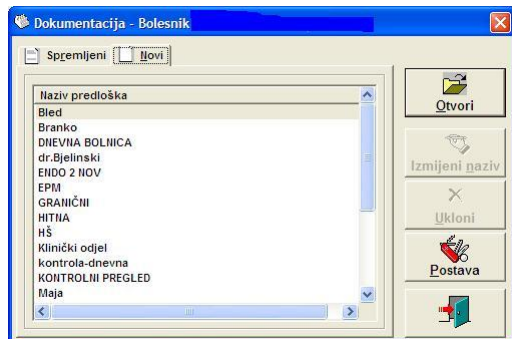 Dokumentacija - Bolesnik
Spremljeni
Novi
Naziv predloška
Bled
Branko
DNEVNA BOLNICA
dr.Bjelinski
ENDO 2 NOV
EPM
GRANIČNI
HITNA
HŠ
Klinički odjel
kontrola-dnevna
KONTROLNI PREGLED
Maja
Otvori
Izmijeni naziv
Ukloni
Postava